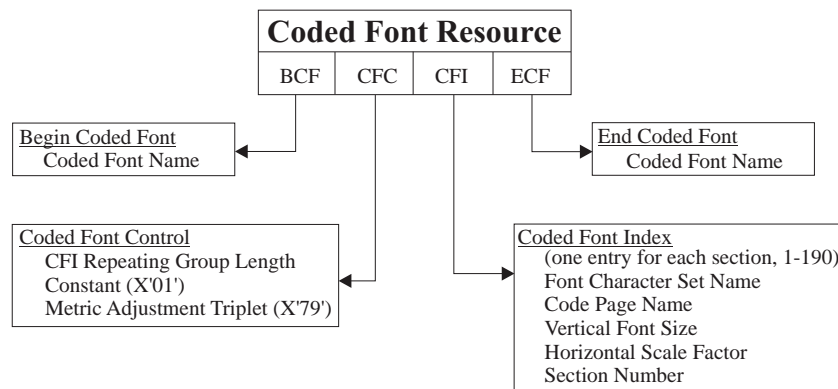 Coded Font Resource
BCF CFC CFI ECF
Begin Coded Font
Coded Font Name
End Coded Font
Coded Font Name
Coded Font Control
CFI Repeating Group Length
Constant (X'01')
Metric Adjustment Triplet (X'79')
Coded Font Index
(one entry for each section, 1-190)
Font Character Set Name
Code Page Name
Vertical Font Size
Horizontal Scale Factor
Section Number